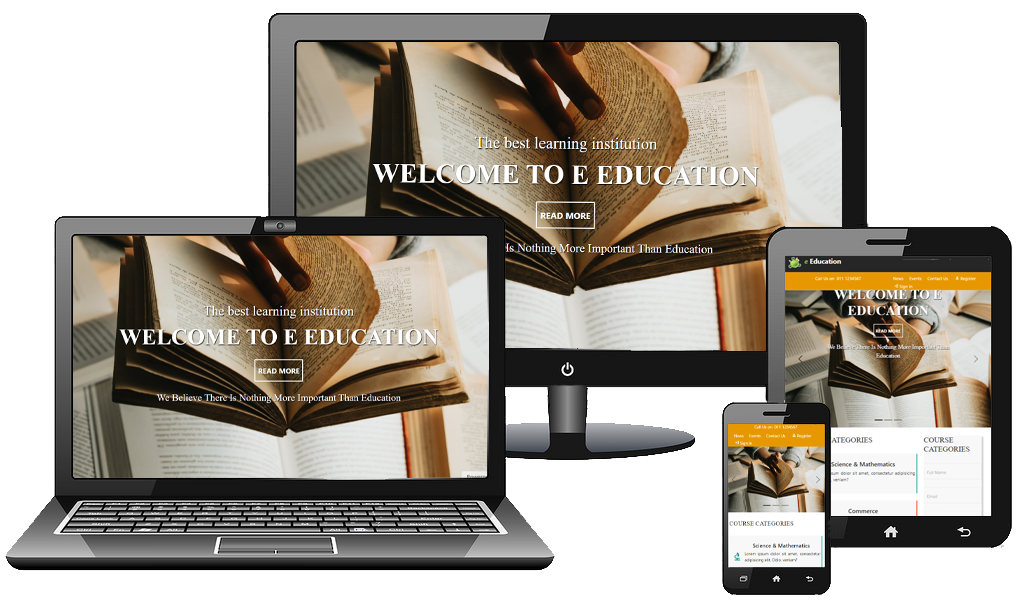 The best learning institution
WELCOME TO E EDUCATION
READ MORE
Is Nothing More Important Than Education
The best learning institution
WELCOME TO E EDUCATION
READ MORE
We Believe There Is Nothing More Important Than Education
e Education
Call Us on: 011 1234567
News Events Contact Us Register
Sign In
WELCOME TO E
EDUCATION
READ MORE
We Believe There Is Nothing More Important Than
Education
ATEGORIES
Science & Mathematics
psum dolor sit amet, consectetur adipiscing
veniam?
Commerce
COURSE
CATEGORIES
Full Name
Email
Call Us on: 011 1234567
News Events Contact Us Register
Sign In
COURSE CATEGORIES
Science & Mathematics
Lorem ipsum dolor sit amet, consectetur
adipiscing elit. Odio, veniam?